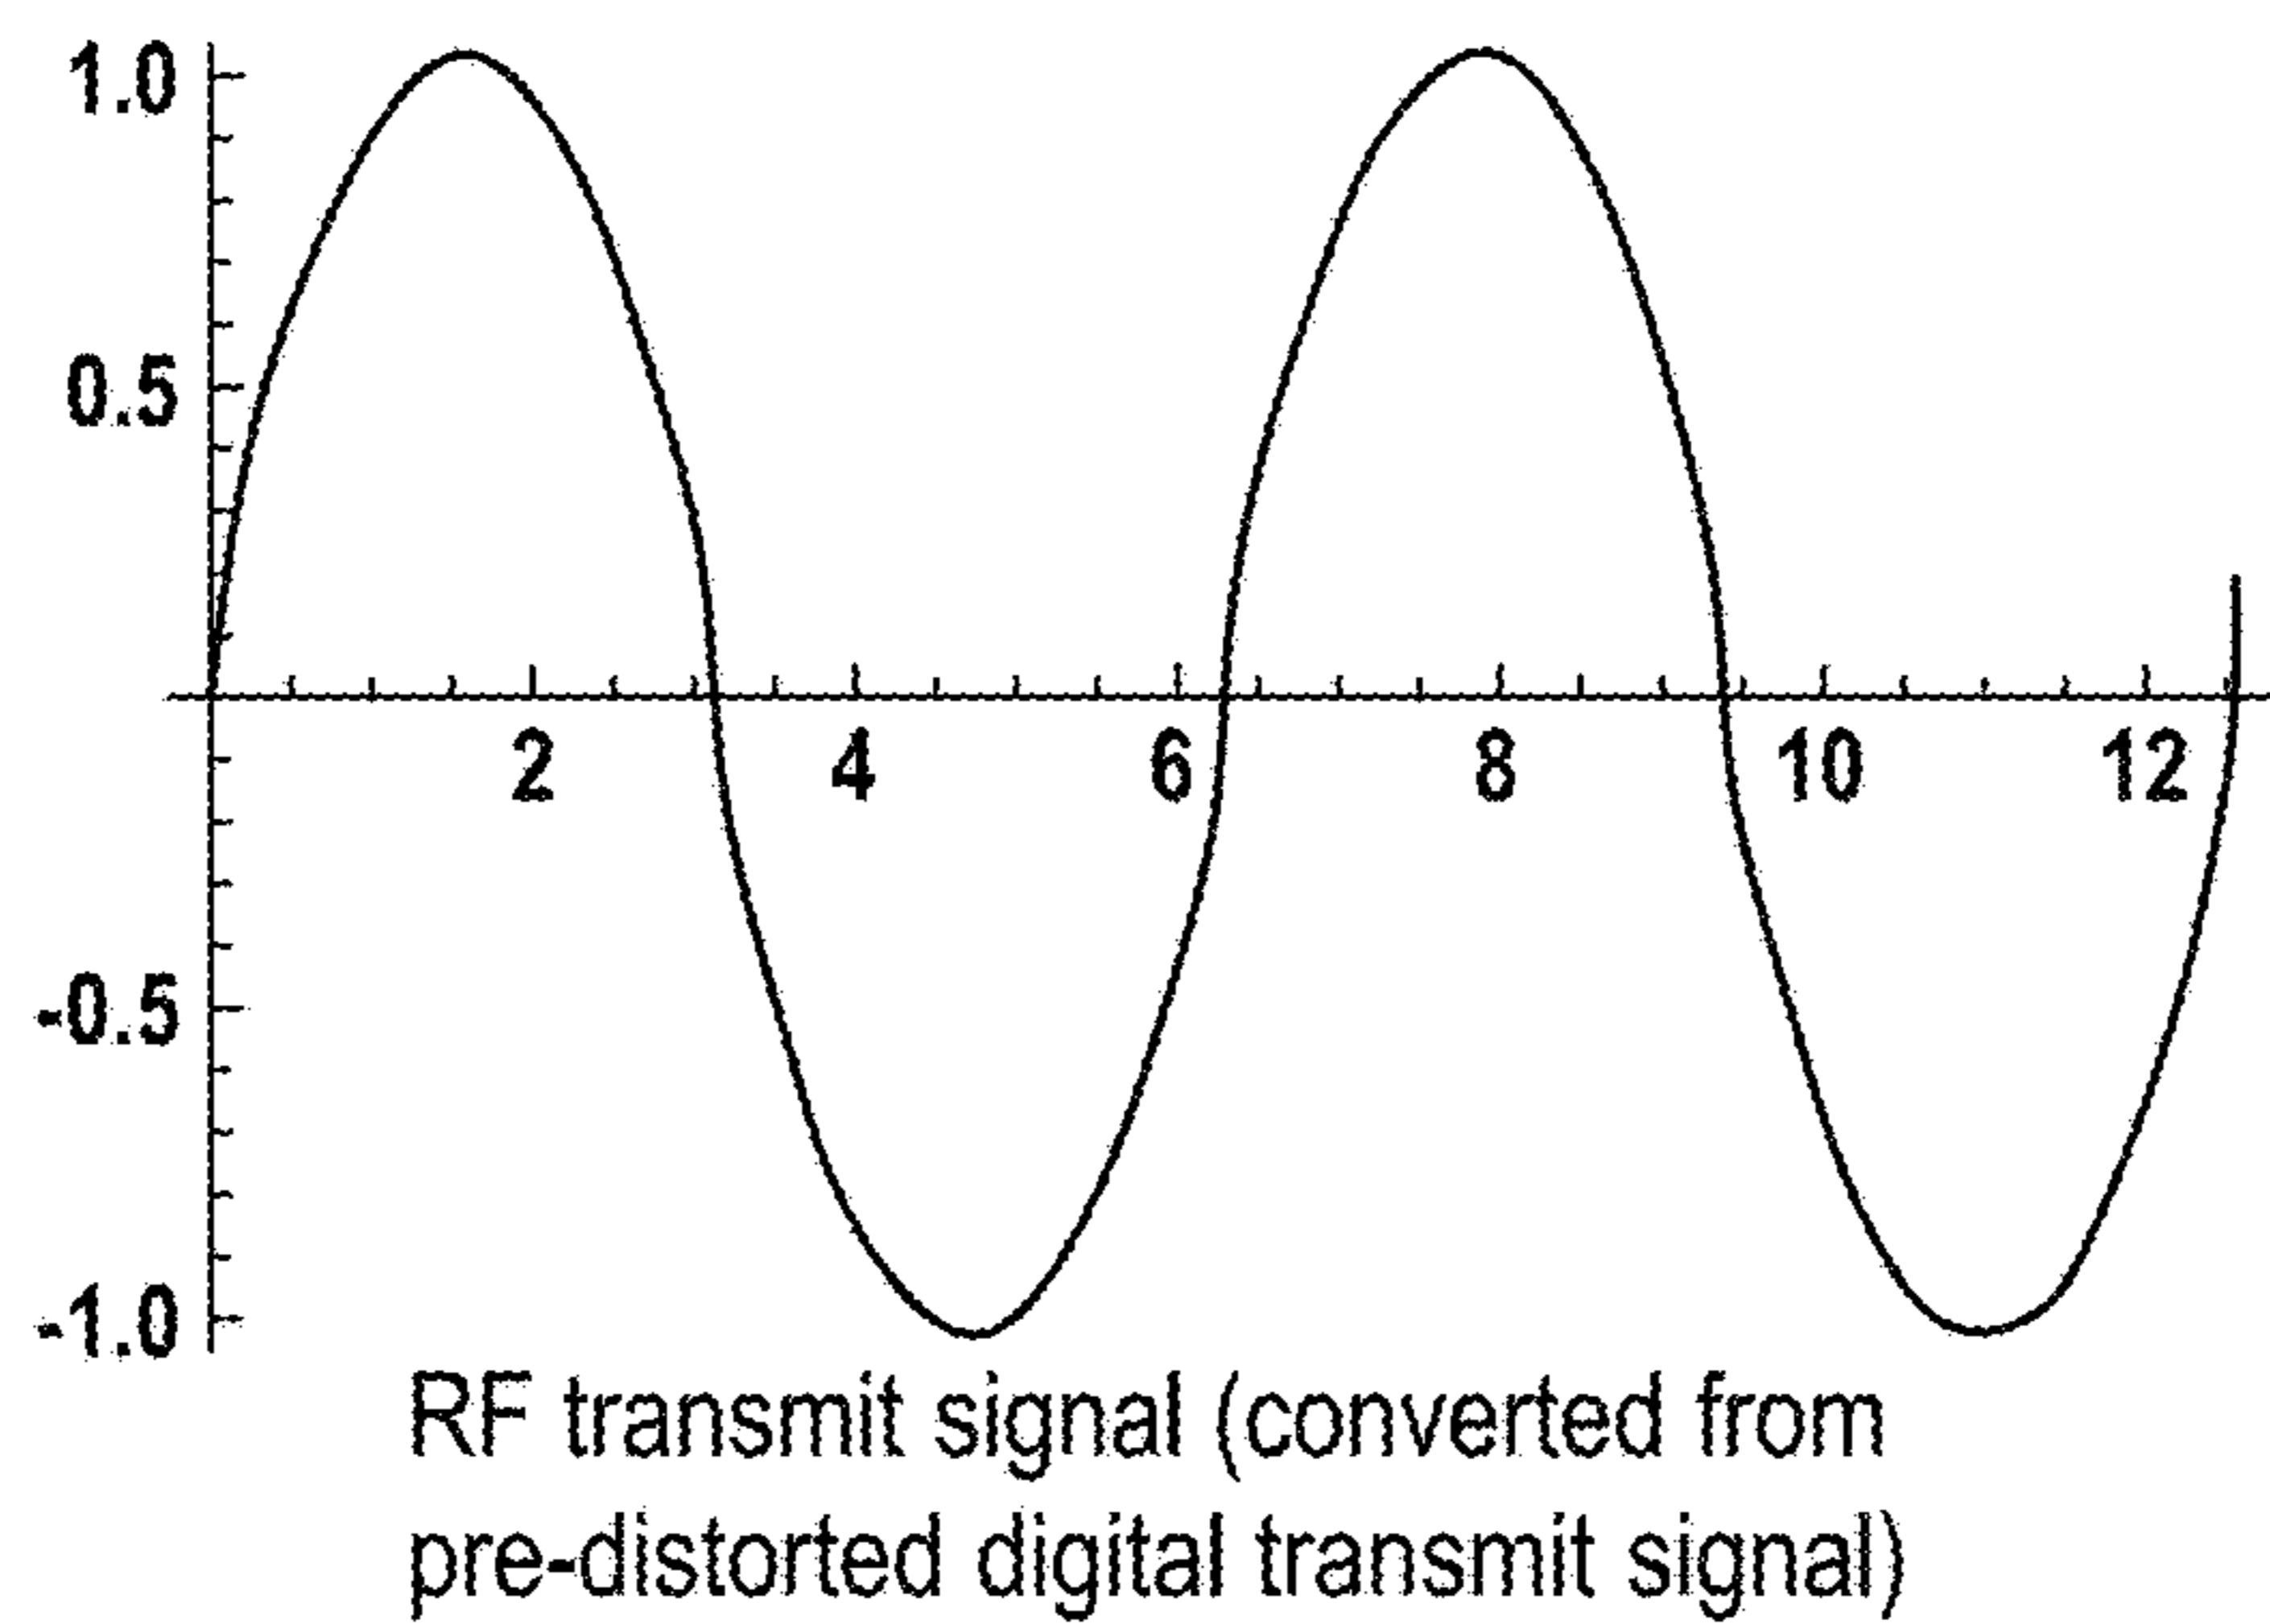 1.0
0.5
2 4 6 8 10 12
-0.5
-1.0
RF transmit signal (converted from
pre-distorted digital transmit signal)